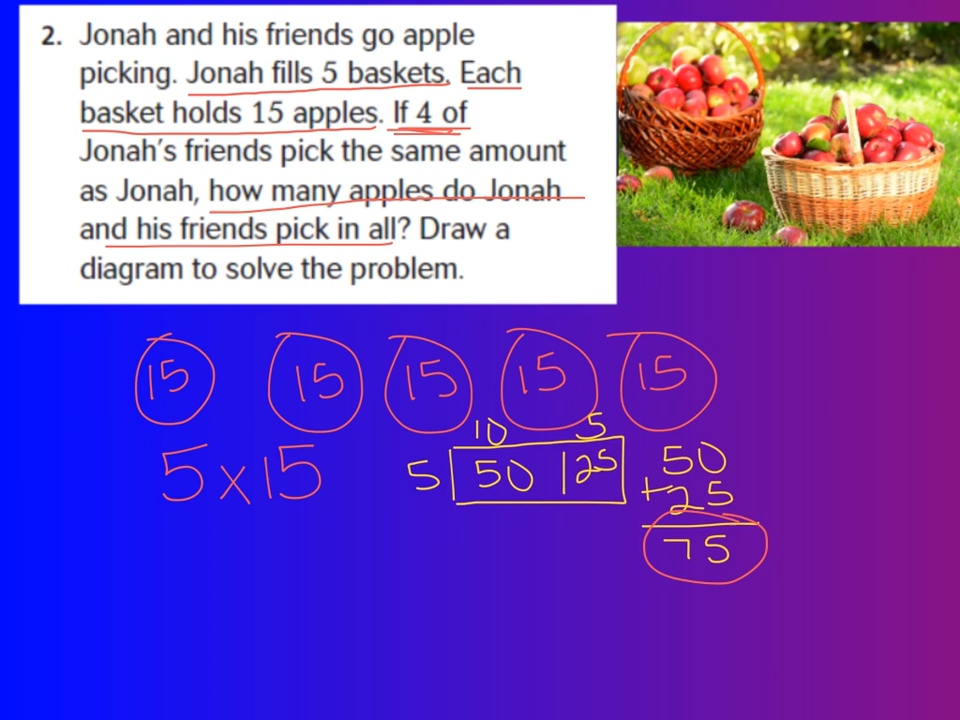 2. Jonah and his friends go apple
picking. Jonah fills 5 baskets. Each
basket holds 15 apples. If 4 of
Jonah's friends pick the same amount
as Jonah, how many apples do Jonah
and his friends pick in all? Draw a
diagram to solve the problem.
15 15 15 15 15
10 5
5 × 15 5 50 25 50
+25
75